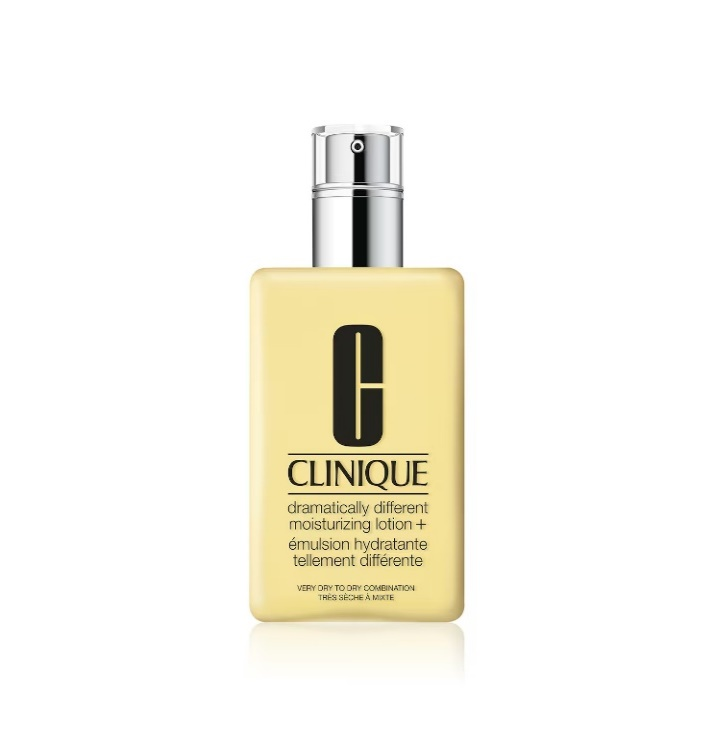 C
CLINIQUE
dramatically different
moisturizing lotion +
émulsion hydratante
tellement différente
VERY DRY TO DRY COMBINATION
TRÈS SÈCHE À MIXTE